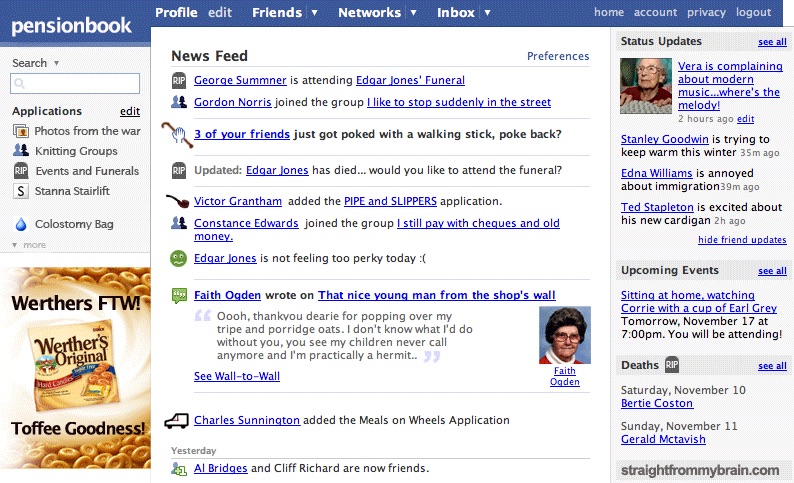 pensionbook
Profile edit Friends ▼ Networks ▼ Inbox ▼ home account privacy logout
Search ▼
Applications edit
Photos from the war
Knitting Groups
RIP Events and Funerals
S Stanna Stairlift
Colostomy Bag
▼ more
Werthers FTW!
Werther's
Original
Hard Candies
Toffee Goodness!
News Feed Preferences
RIP George Summner is attending Edgar Jones' Funeral
Gordon Norris joined the group I like to stop suddenly in the street
3 of your friends just got poked with a walking stick, poke back?
RIP Updated: Edgar Jones has died... would you like to attend the funeral?
Victor Grantham added the PIPE and SLIPPERS application.
Constance Edwards joined the group I still pay with cheques and old
money.
Edgar Jones is not feeling too perky today :(
Faith Ogden wrote on That nice young man from the shop's wall
“ Oooh, thankyou dearie for popping over my
tripe and porridge oats. I don't know what I'd do
without you, you see my children never call
anymore and I'm practically a hermit.. ”
See Wall-to-Wall
Faith
Ogden
Charles Sunnington added the Meals on Wheels Application
Yesterday
Al Bridges and Cliff Richard are now friends.
Status Updates see all
Vera is complaining
about modern
music...where's the
melody!
2 hours ago edit
Stanley Goodwin is trying to
keep warm this winter 35m ago
Edna Williams is annoyed
about immigration39m ago
Ted Stapleton is excited about
his new cardigan 2h ago
hide friend updates
Upcoming Events see all
Sitting at home, watching
Corrie with a cup of Earl Grey
Tomorrow, November 17 at
7:00pm. You will be attending!
Deaths RIP see all
Saturday, November 10
Bertie Coston
Sunday, November 11
Gerald Mctavish
straightfrommybrain.com